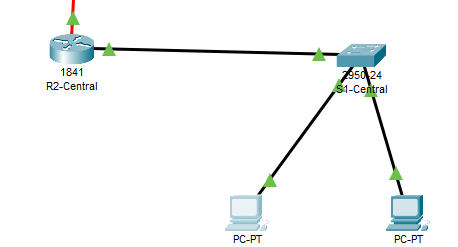 1841
R2-Central
2950-24
S1-Central
PC-PT
PC-PT